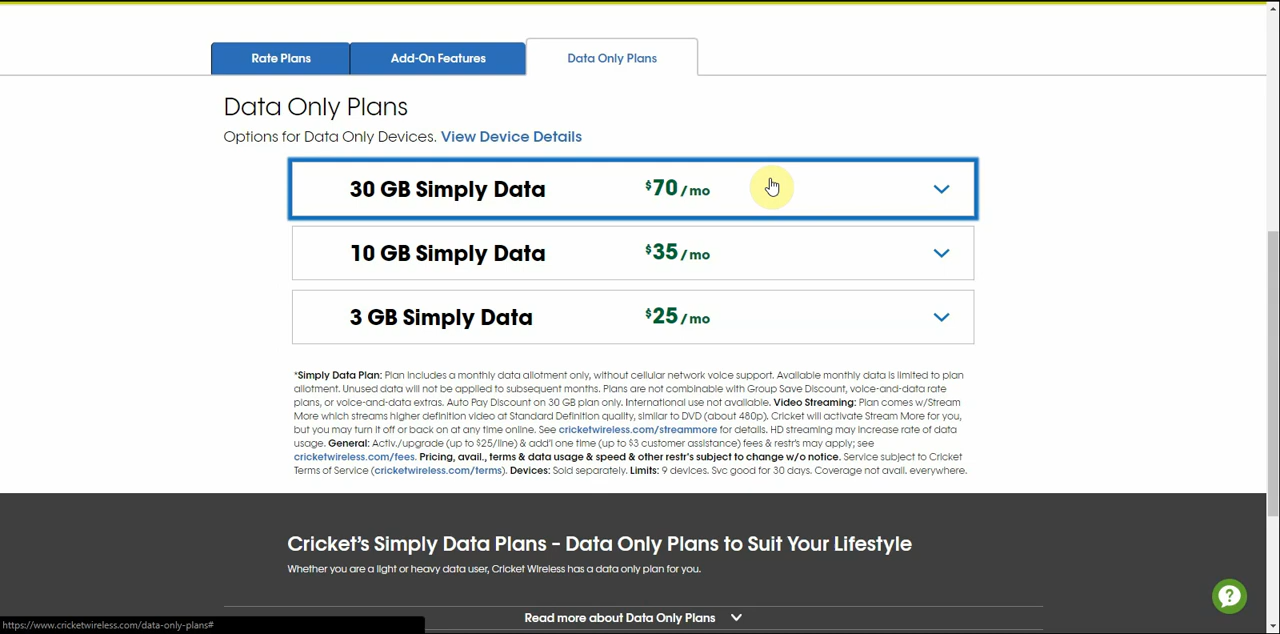 Rate Plans
Add-On Features
Data Only Plans
Data Only Plans
Options for Data Only Devices. View Device Details
30 GB Simply Data $70/mo
10 GB Simply Data $35/mo
3 GB Simply Data $25/mo
*Simply Data Plan: Plan Includes a monthly data allotment only, without cellular network voice support. Available monthly data is limited to plan
allotment. Unused data will not be applied to subsequent months. Plans are not combinable with Group Save Discount, voice-and-data rate
plans, or voice-and-data extras. Auto Pay Discount on 30 GB plan only. International use not available. Video Streaming: Plan comes w/Stream
More which streams higher definition video at Standard Definition quality, similar to DVD (about 480p). Cricket will activate Stream More for you,
but you may turn it off or back on at any time online. See cricketwireless.com/streammore for details. HD streaming may increase rate of data
usage. General: Activ./upgrade (up to $25/line) & add'l one time (up to $3 customer assistance) fees & restr's may apply; see
cricketwireless.com/fees. Pricing, avail., terms & data usage & speed & other restr's subject to change w/o notice. Service subject to Cricket
Terms of Service (cricketwireless.com/terms). Devices: Sold separately. Limits: 9 devices. Svc good for 30 days. Coverage not avail. everywhere.
Cricket's Simply Data Plans - Data Only Plans to Suit Your Lifestyle
Whether you are a light or heavy data user, Cricket Wireless has a data only plan for you.
Read more about Data Only Plans
?
https://www.cricketwireless.com/data-only-plans#